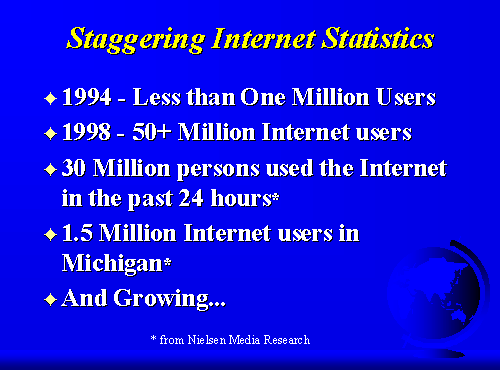 Staggering Internet Statistics
1994 - Less than One Million Users
1998 - 50+ Million Internet users
30 Million persons used the Internet
in the past 24 hours*
1.5 Million Internet users in
Michigan*
And Growing...
* from Nielsen Media Research